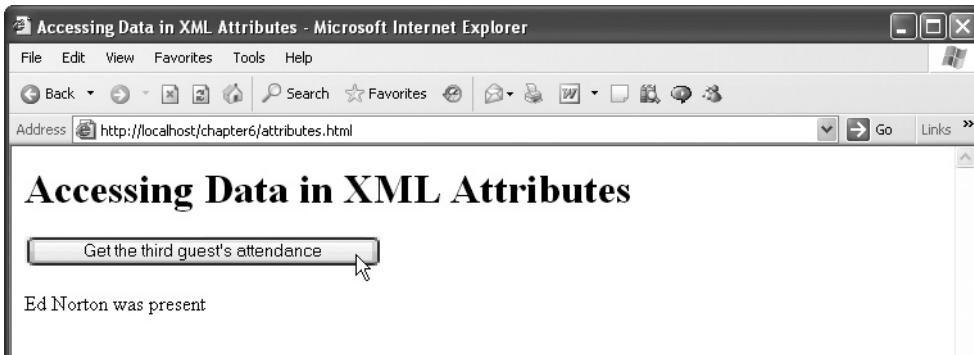 Accessing Data in XML Attributes - Microsoft Internet Explorer
File Edit View Favorites Tools Help
Back Search Favorites
Address http://localhost/chapter6/attributes.html Go Links »
Accessing Data in XML Attributes
Get the third guest's attendance
Ed Norton was present